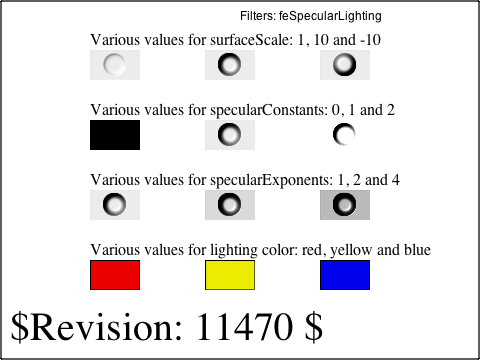 Filters: feSpecularLighting
Various values for surfaceScale: 1, 10 and -10
Various values for specularConstants: 0, 1 and 2
Various values for specularExponents: 1, 2 and 4
Various values for lighting color: red, yellow and blue
$Revision: 11470 $